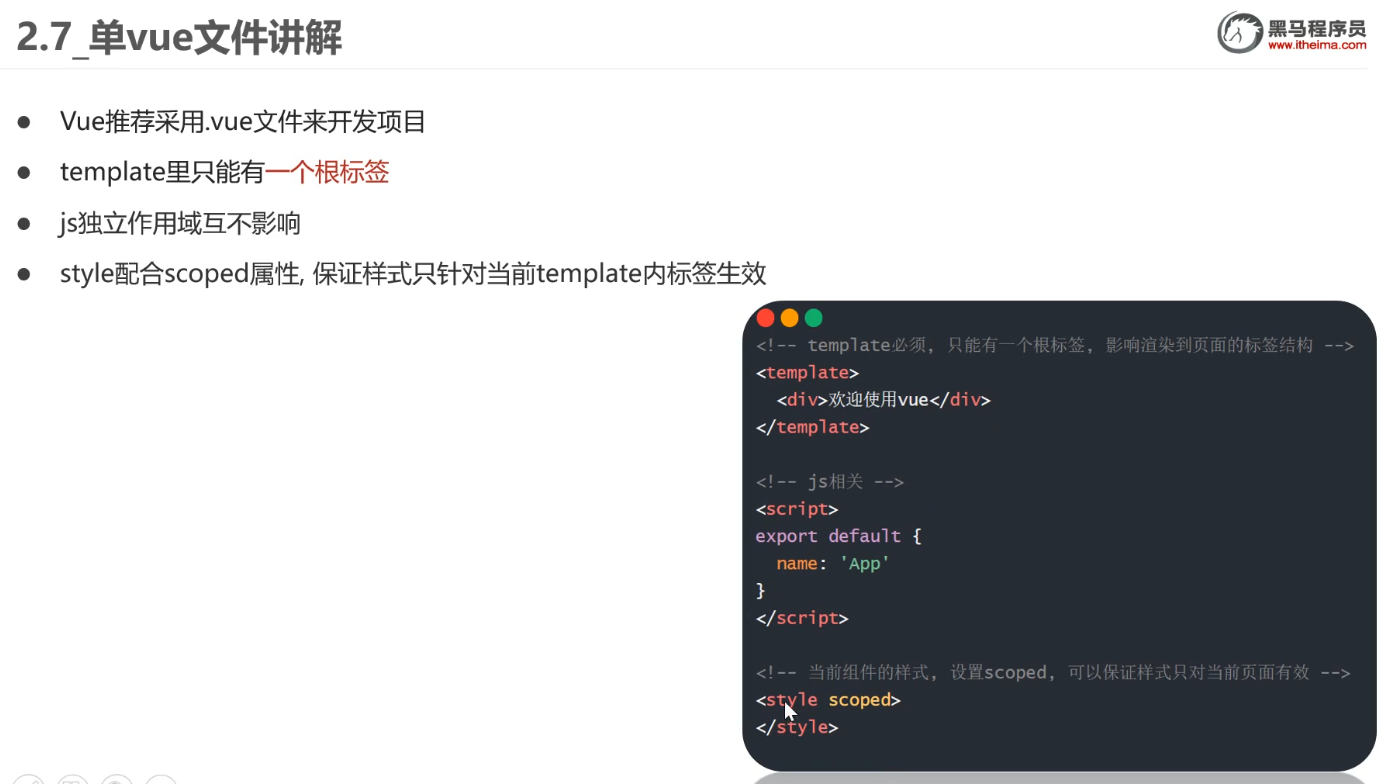 2.7_单vue文件讲解
黑马程序员
www.itheima.com
Vue推荐采用.vue文件来开发项目
template里只能有一个根标签
js独立作用域互不影响
style配合scoped属性, 保证样式只针对当前template内标签生效
<!-- template必须, 只能有一个根标签, 影响渲染到页面的标签结构 -->
<template>
  <div>欢迎使用vue</div>
</template>
<!-- js相关 -->
<script>
export default {
  name: 'App'
}
</script>
<!-- 当前组件的样式, 设置scoped, 可以保证样式只对当前页面有效 -->
<style scoped>
</style>